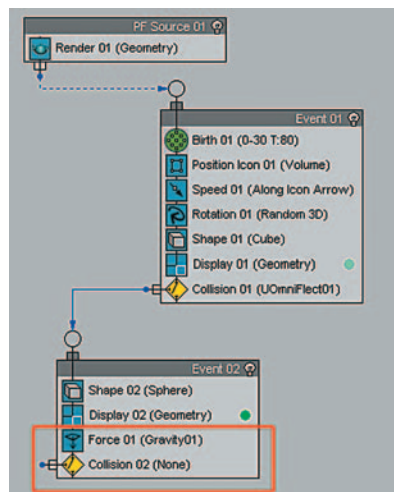 PF Source 01
Render 01 (Geometry)
Event 01
Birth 01 (0-30 T:80)
Position Icon 01 (Volume)
Speed 01 (Along Icon Arrow)
Rotation 01 (Random 3D)
Shape 01 (Cube)
Display 01 (Geometry)
Collision 01 (UOmniFlect01)
Event 02
Shape 02 (Sphere)
Display 02 (Geometry)
Force 01 (Gravity01)
Collision 02 (None)